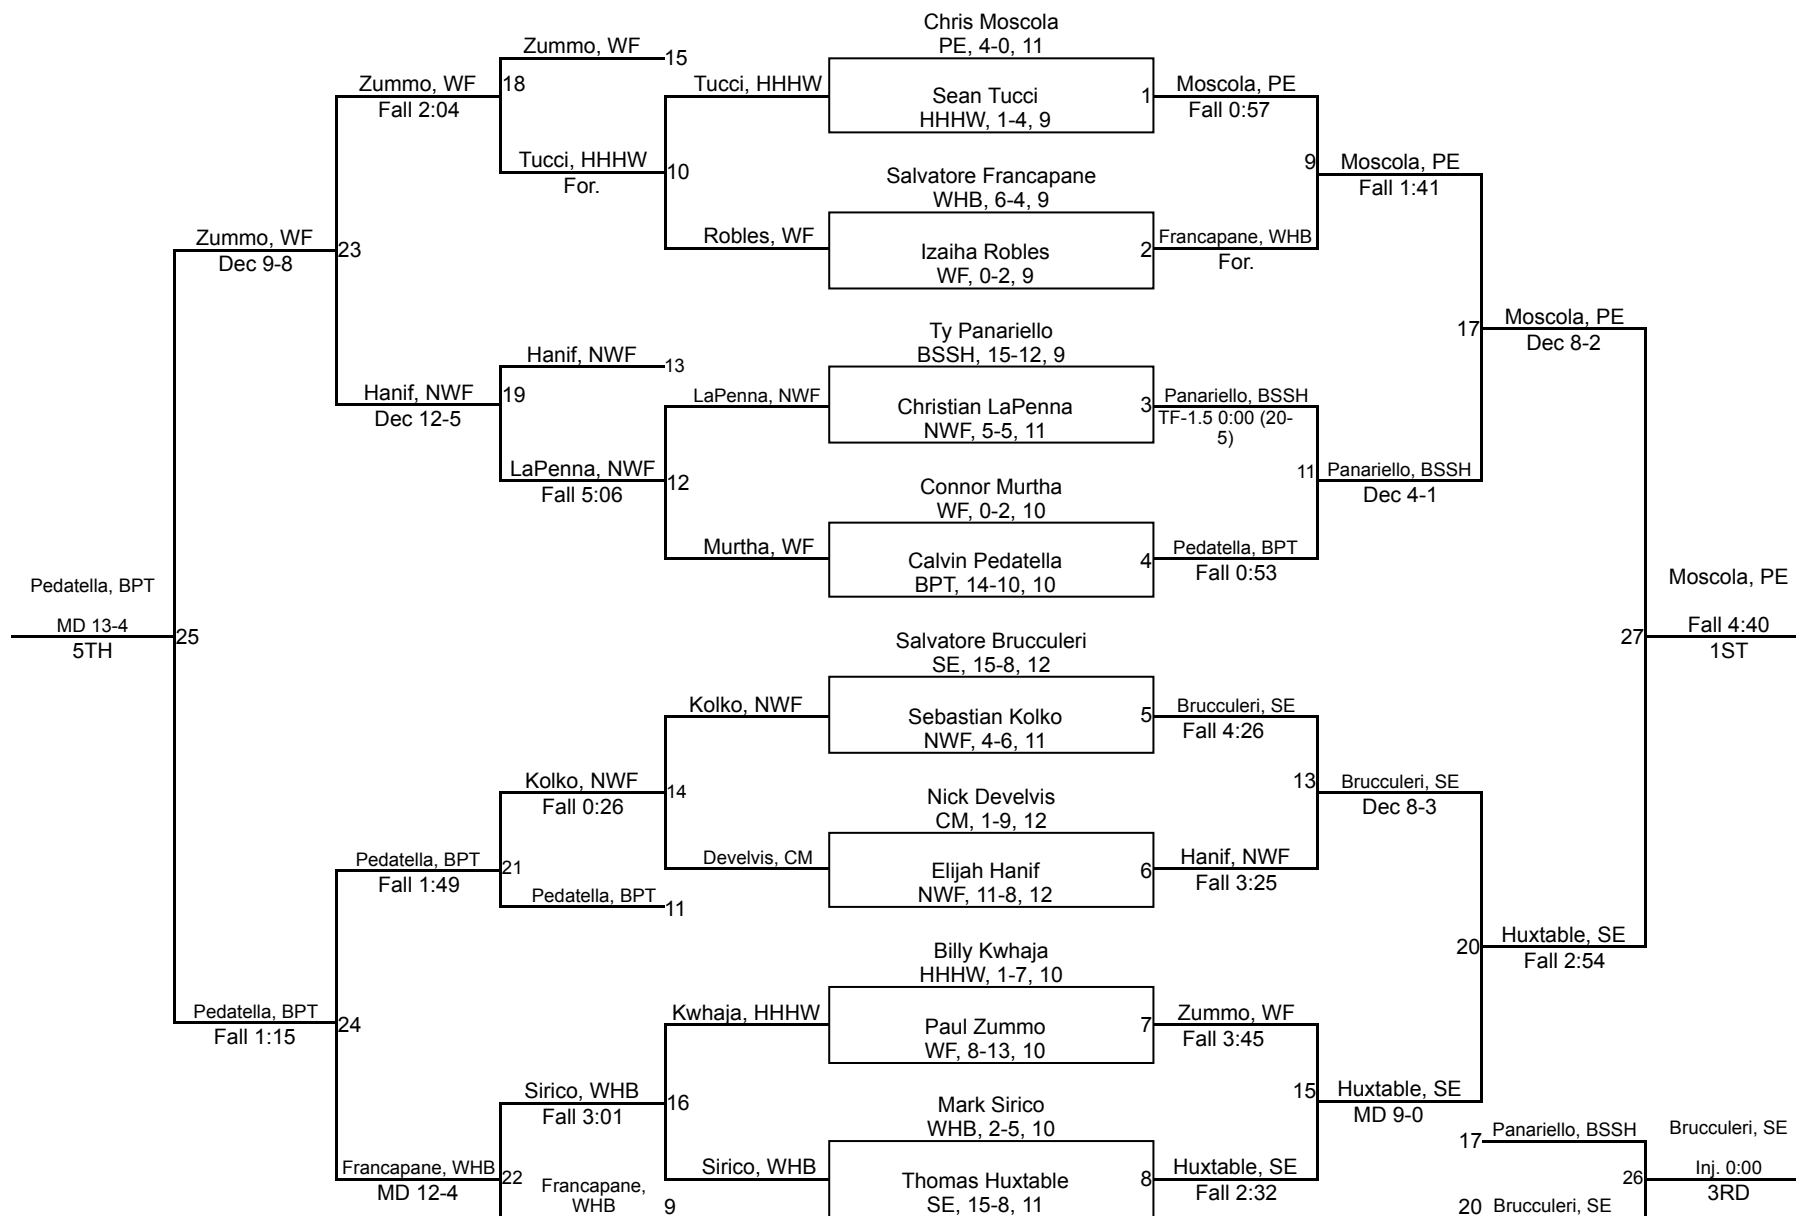 Chris Moscola
PE, 4-0, 11
Zummo, WF
15
Zummo, WF
18
Tucci, HHHW
1
Moscola, PE
Fall 2:04
Sean Tucci
HHHW, 1-4, 9
Fall 0:57
Tucci, HHHW
10
For.
Salvatore Francapane
WHB, 6-4, 9
9
Moscola, PE
Fall 1:41
Zummo, WF
23
Dec 9-8
Robles, WF
Izaiha Robles
WF, 0-2, 9
2
Francapane, WHB
For.
Ty Panariello
BSSH, 15-12, 9
17
Moscola, PE
Dec 8-2
Hanif, NWF
13
Hanif, NWF
19
Dec 12-5
LaPenna, NWF
Christian LaPenna
NWF, 5-5, 11
3
Panariello, BSSH
TF-1.5 0:00 (20-
5)
LaPenna, NWF
12
Fall 5:06
Connor Murtha
WF, 0-2, 10
11
Panariello, BSSH
Dec 4-1
Murtha, WF
Calvin Pedatella
BPT, 14-10, 10
4
Pedatella, BPT
Fall 0:53
Pedatella, BPT
MD 13-4
25
5TH
Moscola, PE
27
Fall 4:40
1ST
Salvatore Brucculeri
SE, 15-8, 12
Kolko, NWF
Sebastian Kolko
NWF, 4-6, 11
5
Brucculeri, SE
Fall 4:26
Kolko, NWF
14
Fall 0:26
Nick Develvis
CM, 1-9, 12
13
Brucculeri, SE
Dec 8-3
Pedatella, BPT
21
Fall 1:49
Develvis, CM
Elijah Hanif
NWF, 11-8, 12
6
Hanif, NWF
Fall 3:25
Pedatella, BPT
11
Billy Kwhaja
HHHW, 1-7, 10
20
Huxtable, SE
Fall 2:54
Pedatella, BPT
24
Fall 1:15
Kwhaja, HHHW
Paul Zummo
WF, 8-13, 10
7
Zummo, WF
Fall 3:45
Sirico, WHB
16
Fall 3:01
Mark Sirico
WHB, 2-5, 10
15
Huxtable, SE
MD 9-0
17
Panariello, BSSH
Brucculeri, SE
Francapane, WHB
22
MD 12-4
Francapane,
WHB
9
Sirico, WHB
Thomas Huxtable
SE, 15-8, 11
8
Huxtable, SE
Fall 2:32
26
Inj. 0:00
3RD
20
Brucculeri, SE